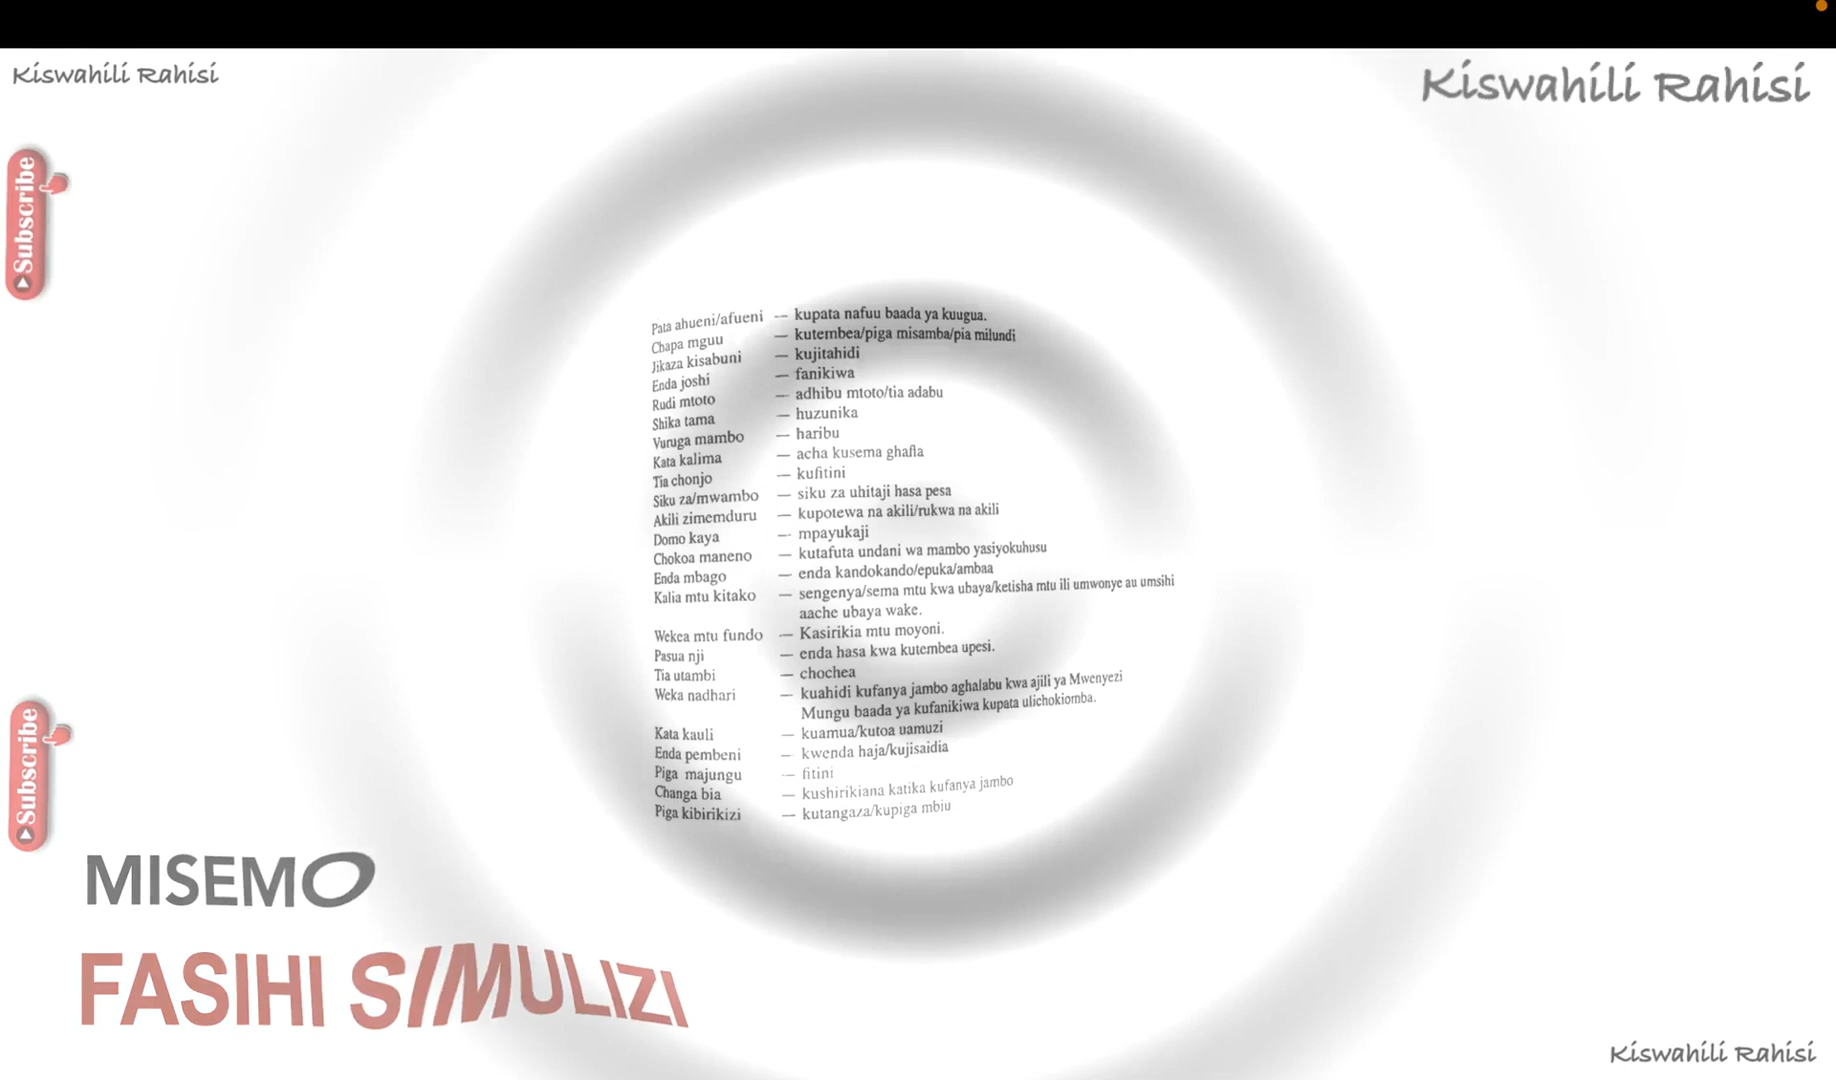 Kiswahili Rahisi
Kiswahili Rahisi
Subscribe
Pata ahueni/afueni — kupata nafuu baada ya kuugua.
Chapa mguu — kutembea/piga misamba/pia milundi
Jikaza kisabuni — kujitahidi
Enda joshi — fanikiwa
Rudi mtoto — adhibu mtoto/tia adabu
Shika tama — huzunika
Vuruga mambo — haribu
Kata kalima — acha kusema ghafla
Tia chonjo — kufitini
Siku za/mwambo — siku za uhitaji hasa pesa
Akili zimemduru — kupotewa na akili/rukwa na akili
Domo kaya — mpayukaji
Chokoa maneno — kutafuta undani wa mambo yasiyokuhusu
Enda mbago — enda kandokando/epuka/ambaa
Kalia mtu kitako — sengenya/sema mtu kwa ubaya/ketisha mtu ili umwonye au umsihi
aache ubaya wake.
Wekea mtu fundo — Kasirikia mtu moyoni.
Pasua nji — enda hasa kwa kutembea upesi.
Tia utambi — chochea
Weka nadhari — kuahidi kufanya jambo aghalabu kwa ajili ya Mwenyezi
Mungu baada ya kufanikiwa kupata ulichokiomba.
Kata kauli — kuamua/kutoa uamuzi
Enda pembeni — kwenda haja/kujisaidia
Piga majungu — fitini
Changa bia — kushirikiana katika kufanya jambo
Piga kibirikizi — kutangaza/kupiga mbiu
Subscribe
MISEMO
FASIHI SIMULIZI
Kiswahili Rahisi